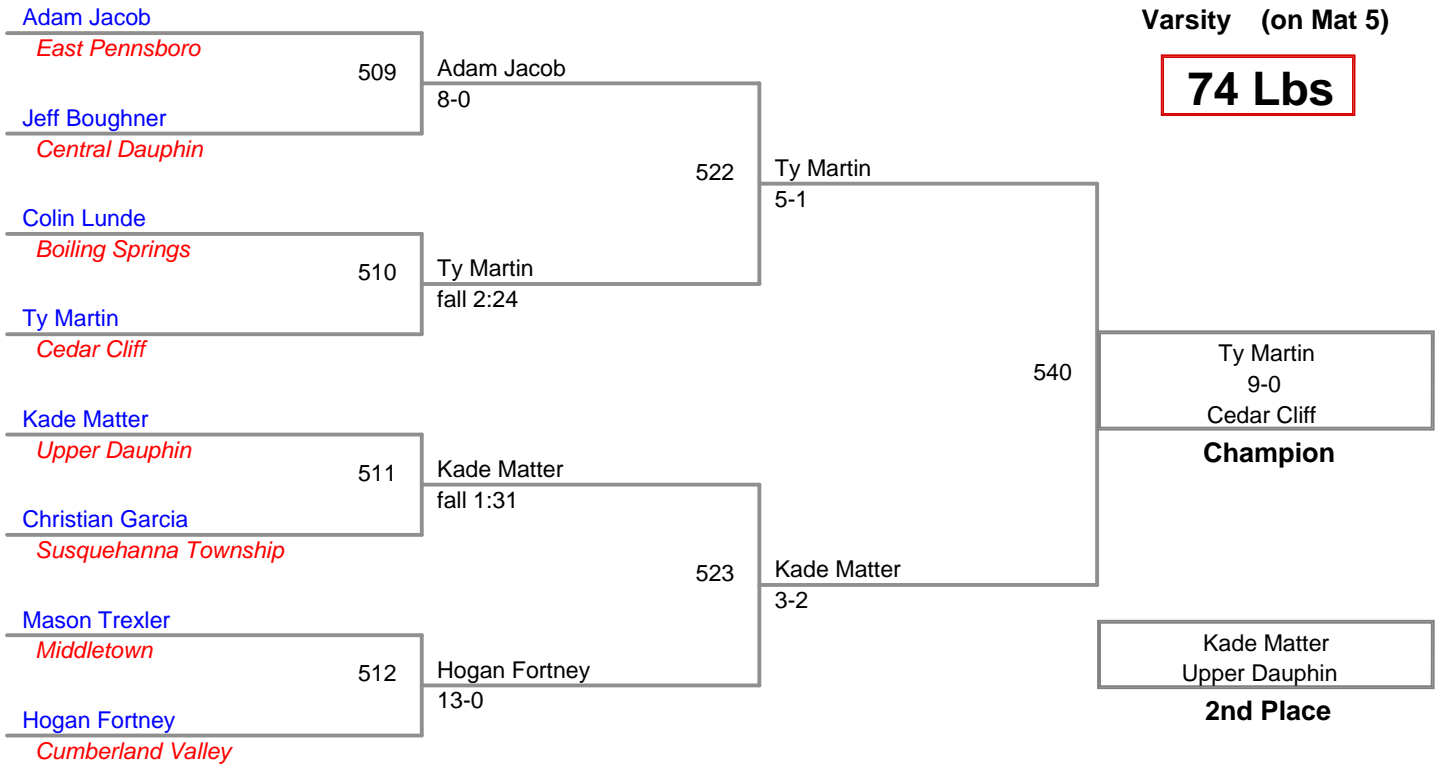 Varsity (on Mat 5)
74 Lbs
Adam Jacob
East Pennsboro
509
Jeff Boughner
Central Dauphin
Adam Jacob
8-0
Colin Lunde
Boiling Springs
510
Ty Martin
Cedar Cliff
Ty Martin
fall 2:24
522
Ty Martin
5-1
Kade Matter
Upper Dauphin
511
Christian Garcia
Susquehanna Township
Kade Matter
fall 1:31
Mason Trexler
Middletown
512
Hogan Fortney
Cumberland Valley
Hogan Fortney
13-0
523
Kade Matter
3-2
540
Ty Martin
9-0
Cedar Cliff
Champion
Kade Matter
Upper Dauphin
2nd Place